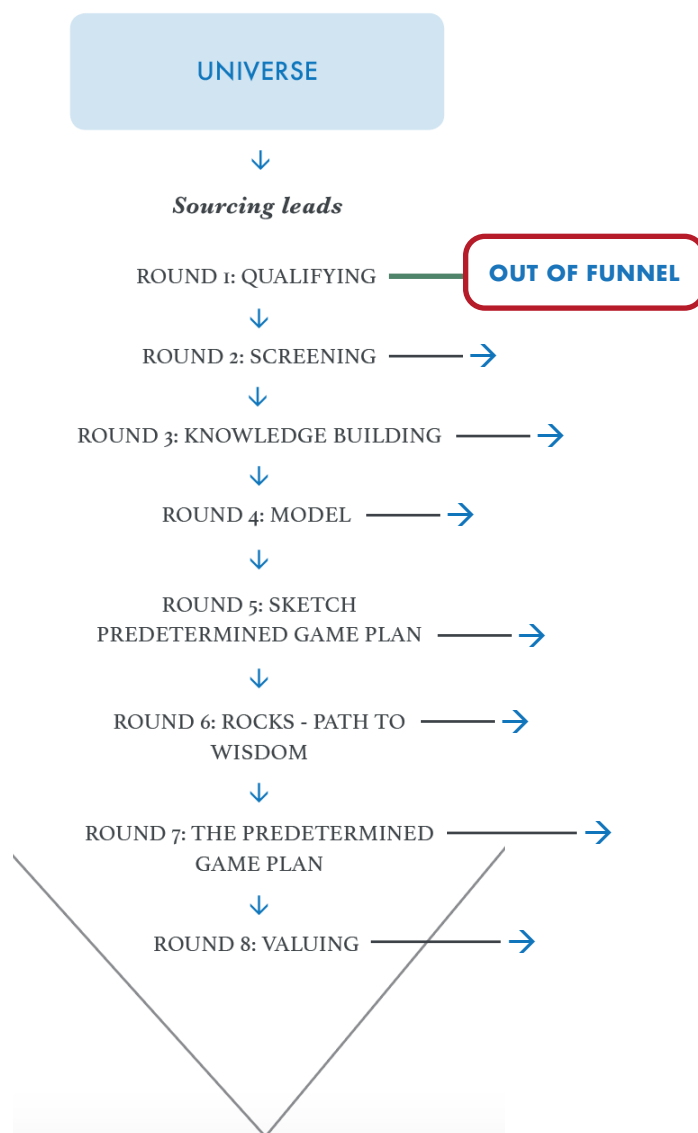 UNIVERSE
Sourcing leads
ROUND 1: QUALIFYING
OUT OF FUNNEL
ROUND 2: SCREENING
ROUND 3: KNOWLEDGE BUILDING
ROUND 4: MODEL
ROUND 5: SKETCH
PREDETERMINED GAME PLAN
ROUND 6: ROCKS - PATH TO
WISDOM
ROUND 7: THE PREDETERMINED
GAME PLAN
ROUND 8: VALUING